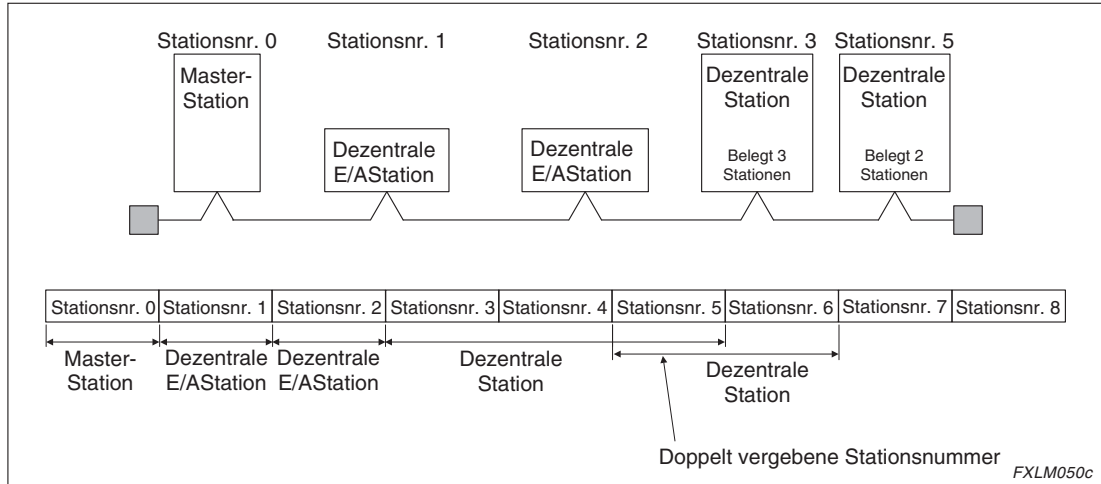 Stationsnr. 0 Stationsnr. 1 Stationsnr. 2 Stationsnr. 3 Stationsnr. 5
Master-
Station
Dezentrale
E/AStation
Dezentrale
E/AStation
Dezentrale
Station
Belegt 3
Stationen
Dezentrale
Station
Belegt 2
Stationen
Stationsnr. 0 Stationsnr. 1 Stationsnr. 2 Stationsnr. 3 Stationsnr. 4 Stationsnr. 5 Stationsnr. 6 Stationsnr. 7 Stationsnr. 8
Master-
Station
Dezentrale
E/AStation
Dezentrale
E/AStation
Dezentrale
Station
Dezentrale
Station
Doppelt vergebene Stationsnummer
FXLM050c